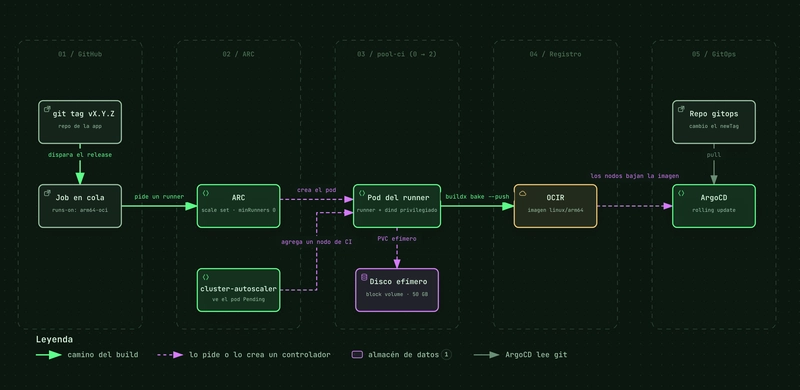 01 / GitHub
02 / ARC
03 / pool-ci (0 → 2)
04 / Registro
05 / GitOps
git tag vX.Y.Z
repo de la app
Repo gitops
cambio el newTag
dispara el release
pull
los nodos bajan la imagen
Job en cola
runs-on: arm64-oci
pide un runner
ARC
scale set · minRunners 0
crea el pod
Pod del runner
runner + dind privilegiado
buildx bake --push
OCIR
imagen linux/arm64
ArgoCD
rolling update
agrega un nodo de CI
PVC efímero
cluster-autoscaler
ve el pod Pending
Disco efímero
block volume · 50 GB
Leyenda
camino del build
lo pide o lo crea un controlador
almacén de datos 1
ArgoCD lee git